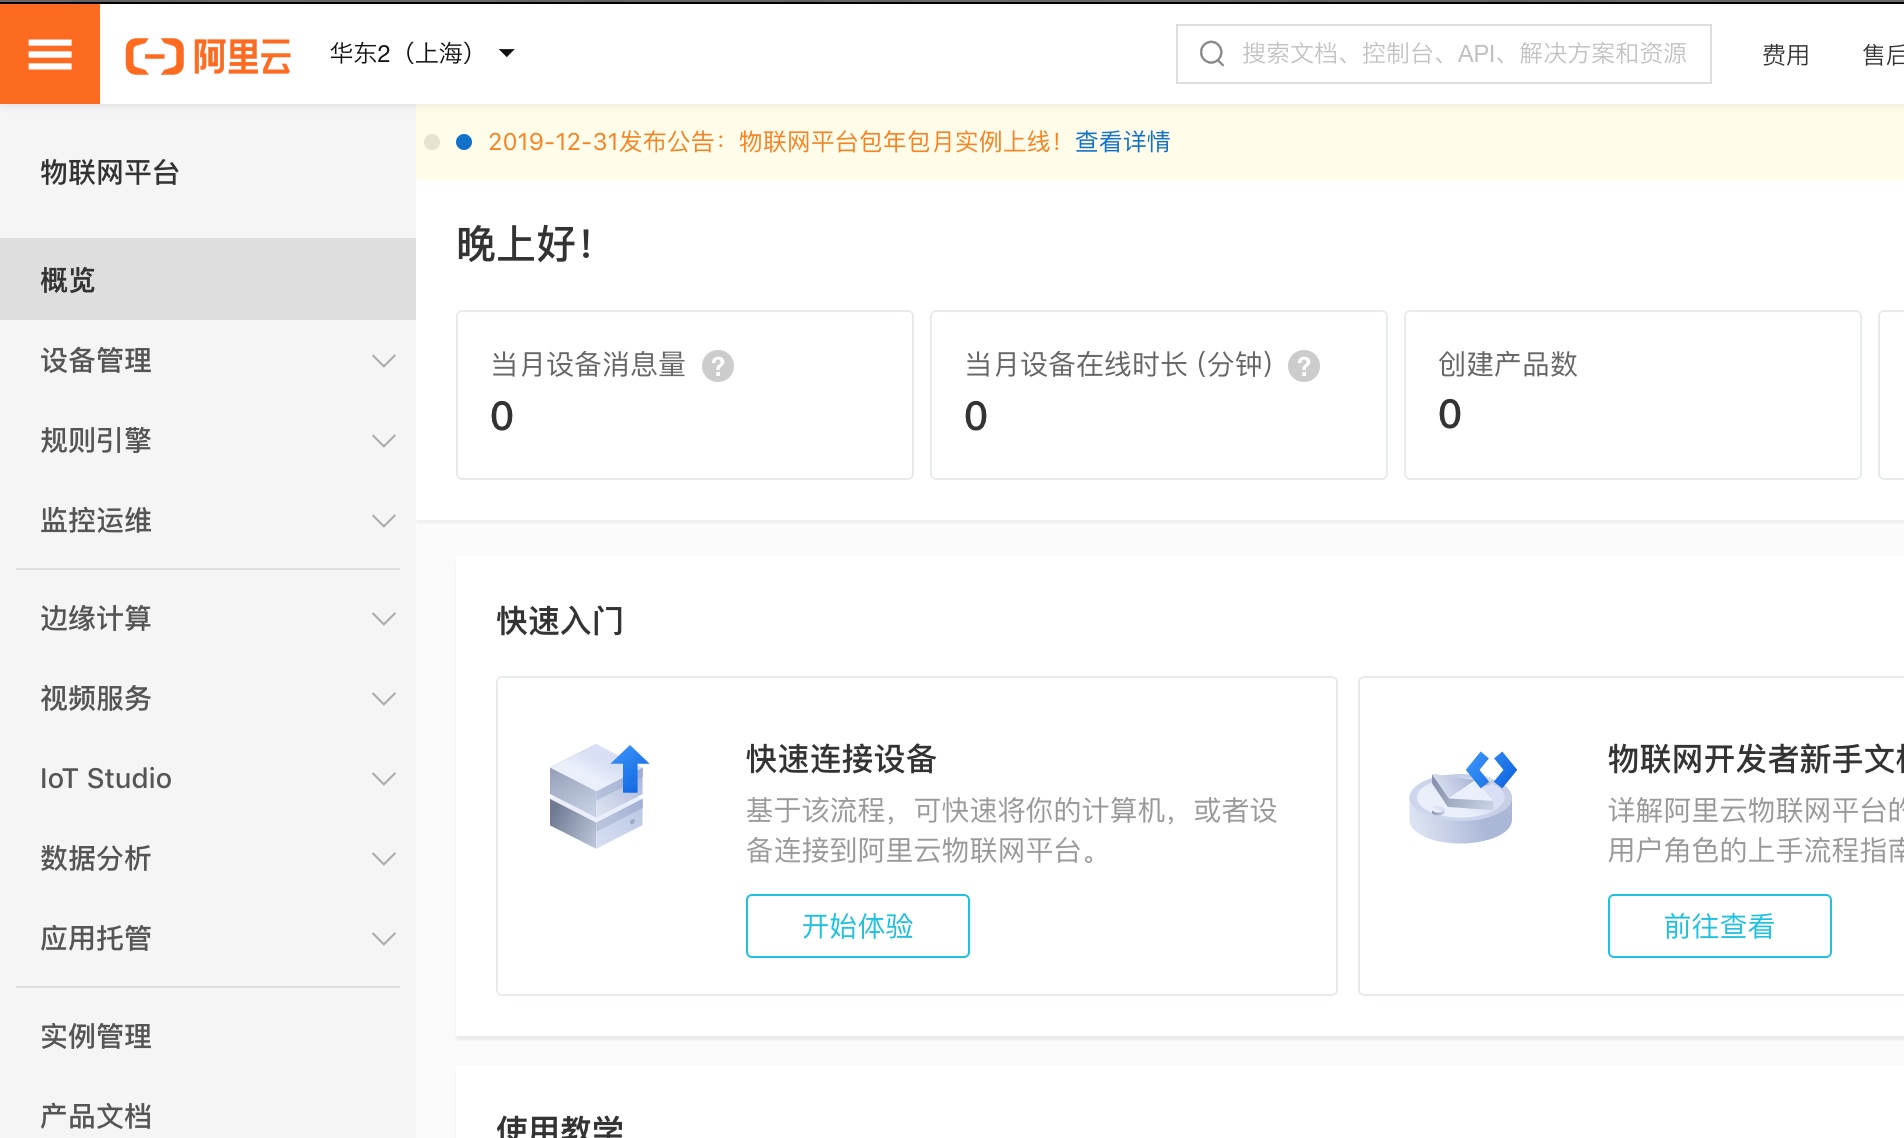 阿里云
华东2（上海）
搜索文档、控制台、API、解决方案和资源
费用
售后
物联网平台
概览
设备管理
规则引擎
监控运维
边缘计算
视频服务
IoT Studio
数据分析
应用托管
实例管理
产品文档
2019-12-31发布公告：物联网平台包年包月实例上线！查看详情
晚上好！
当月设备消息量 ?
0
当月设备在线时长 (分钟) ?
0
创建产品数
0
快速入门
快速连接设备
基于该流程，可快速将你的计算机，或者设
备连接到阿里云物联网平台。
开始体验
物联网开发者新手文档
详解阿里云物联网平台的
用户角色的上手流程指南
前往查看
使用教学